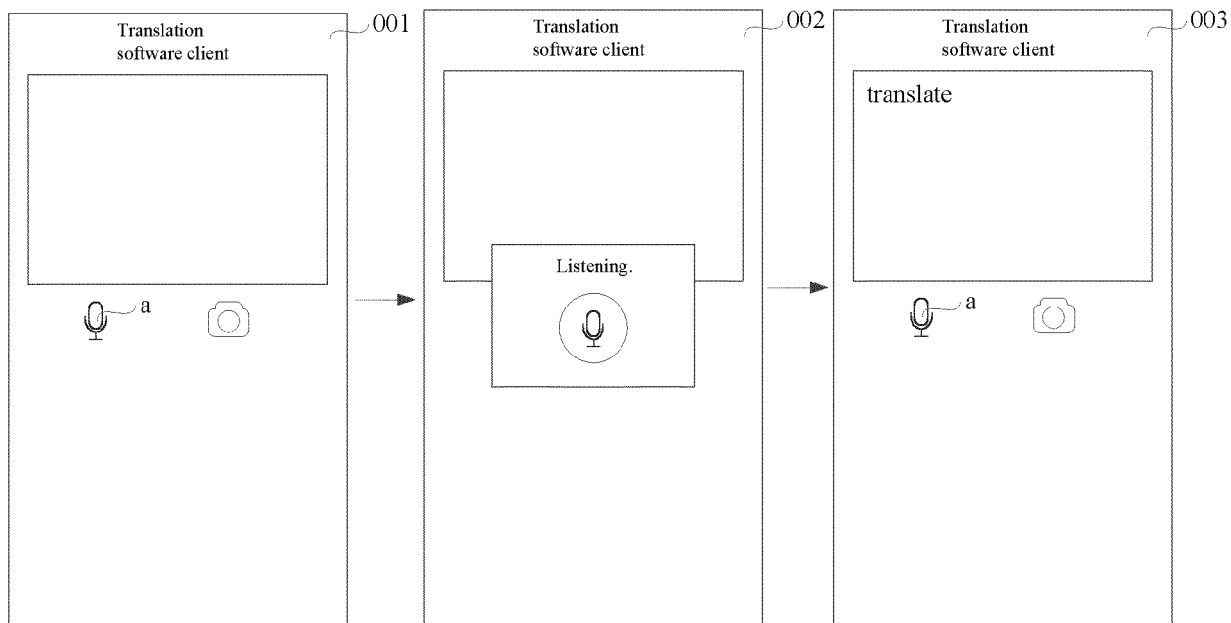 Translation
software client
001
a
Translation
software client
002
Listening.
Translation
software client
003
translate
a